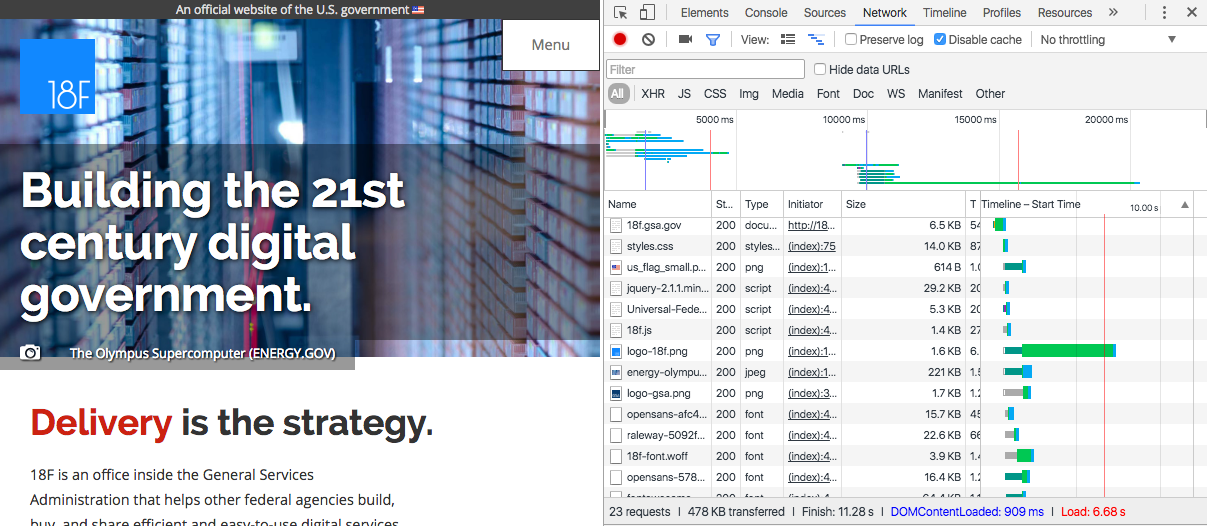 An official website of the U.S. government
Menu
18F
Building the 21st
century digital
government.
The Olympus Supercomputer (ENERGY.GOV)
Delivery is the strategy.
18F is an office inside the General Services
Administration that helps other federal agencies build,
buy, and share efficient and easy-to-use digital services
Elements Console Sources Network Timeline Profiles Resources »
View: Preserve log Disable cache No throttling
Filter Hide data URLs
All XHR JS CSS Img Media Font Doc WS Manifest Other
5000 ms 10000 ms 15000 ms 20000 ms
Name St... Type Initiator Size T Timeline – Start Time 10.00 s
18f.gsa.gov 200 docu... http://18... 6.5 KB 54
styles.css 200 styles... (index):75 14.0 KB 87
us_flag_small.p... 200 png (index):1... 614 B 1.0
jquery-2.1.1.min... 200 script (index):4... 29.2 KB 20
Universal-Fede... 200 script (index):4... 5.3 KB 20
18f.js 200 script (index):4... 1.4 KB 27
logo-18f.png 200 png (index):1... 1.6 KB 6.
energy-olympu... 200 jpeg (index):1... 221 KB 1.5
logo-gsa.png 200 png (index):3... 1.7 KB 1.2
opensans-afc4... 200 font (index):4... 15.7 KB 45
raleway-5092f... 200 font (index):4... 22.6 KB 66
18f-font.woff 200 font (index):4... 3.9 KB 1.4
opensans-578... 200 font (index):4... 16.4 KB 1.2
23 requests | 478 KB transferred | Finish: 11.28 s | DOMContentLoaded: 909 ms | Load: 6.68 s